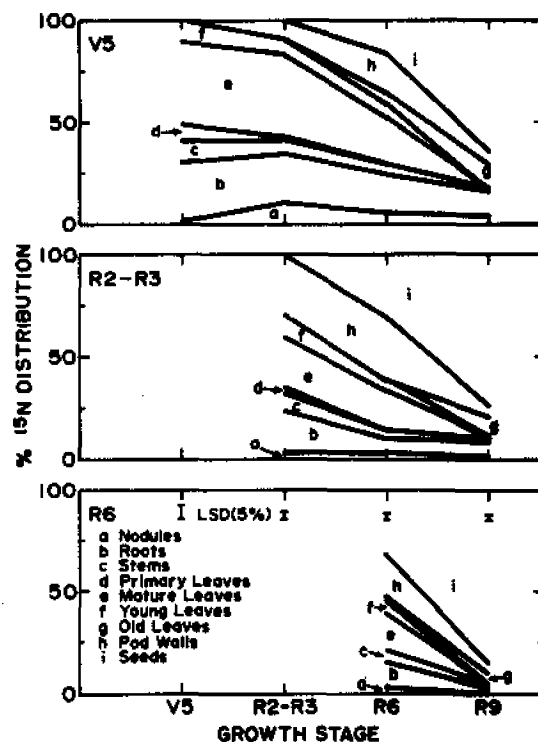 % ¹⁵N DISTRIBUTION
V5
100
50
0
f
h
i
e
d
c
b
a
g
R2-R3
100
50
0
i
f
h
d
e
c
b
a
g
R6
I LSD(5%) I I I
100
50
0
a Nodules
b Roots
c Stems
d Primary Leaves
e Mature Leaves
f Young Leaves
g Old Leaves
h Pod Walls
i Seeds
h
i
f
e
c
b
a
g
V5 R2-R3 R6 R9
GROWTH STAGE